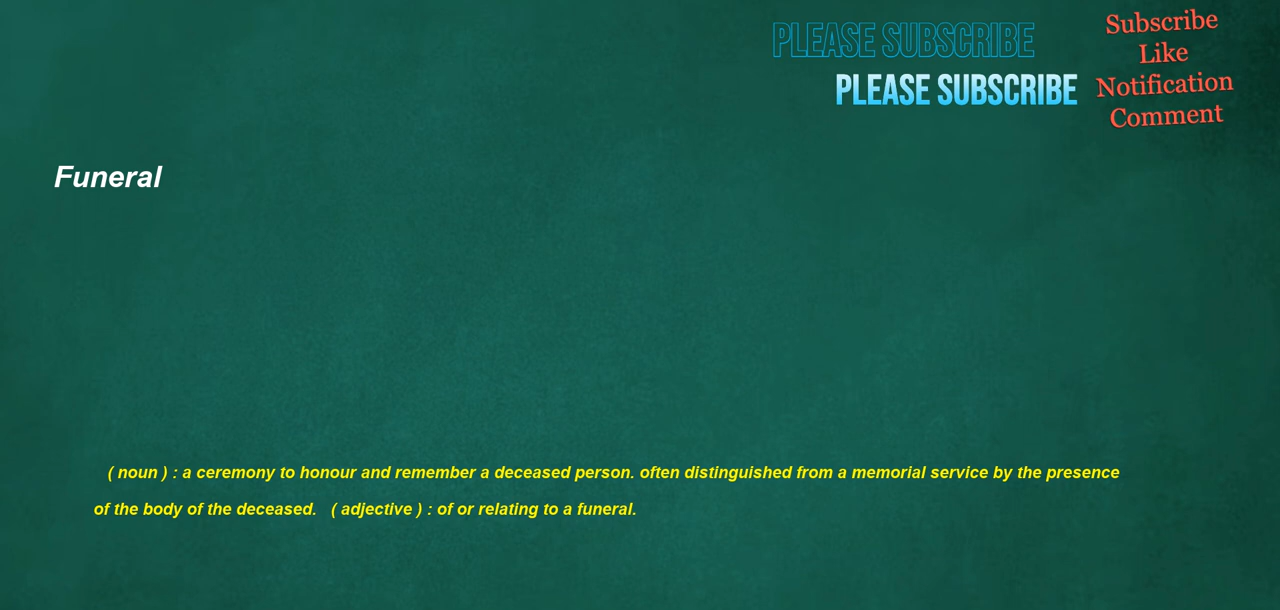 PLEASE SUBSCRIBE
PLEASE SUBSCRIBE
Subscribe
Like
Notification
Comment
Funeral
( noun ) : a ceremony to honour and remember a deceased person. often distinguished from a memorial service by the presence
of the body of the deceased. ( adjective ) : of or relating to a funeral.